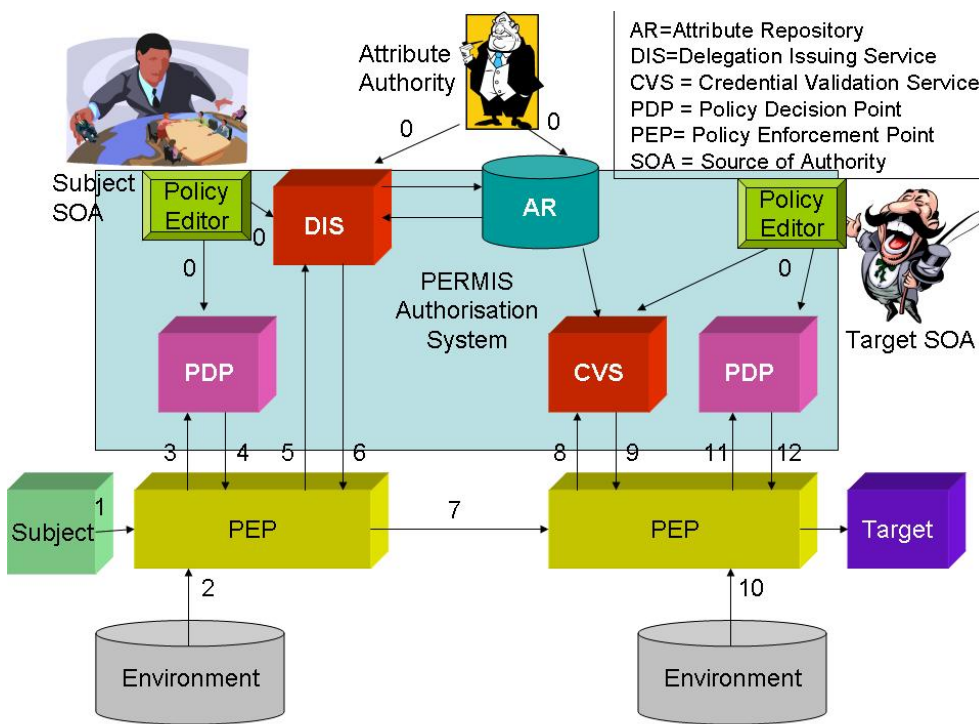 Attribute
Authority
AR=Attribute Repository
DIS=Delegation Issuing Service
CVS = Credential Validation Service
PDP = Policy Decision Point
PEP= Policy Enforcement Point
SOA = Source of Authority
0
0
Subject
SOA
Policy
Editor
0
0
DIS
AR
Policy
Editor
0
Target SOA
PERMIS
Authorisation
System
PDP
CVS
PDP
3
4
5
6
8
9
11
12
1
Subject
PEP
7
PEP
Target
2
10
Environment
Environment